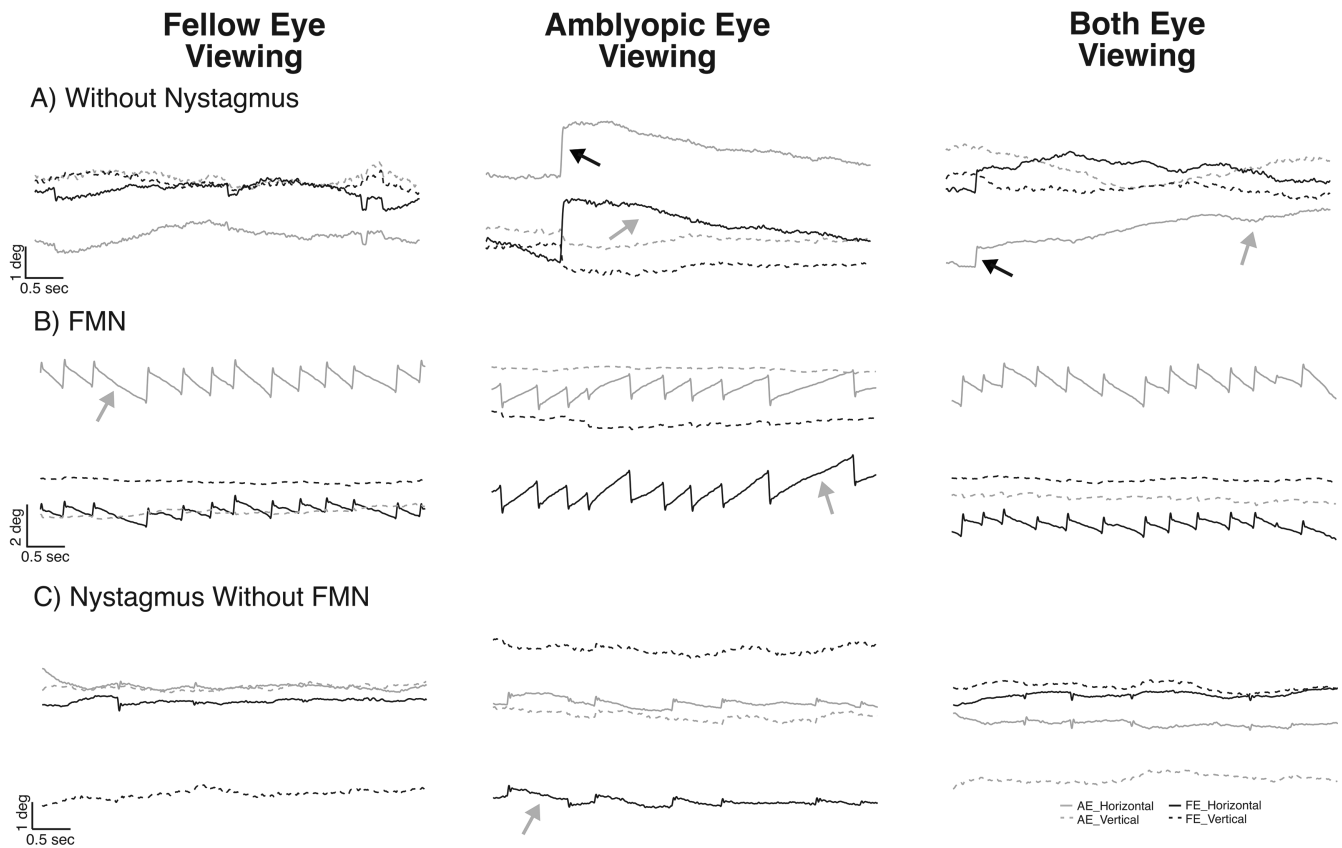 Fellow Eye
Viewing
Amblyopic Eye
Viewing
Both Eye
Viewing
A) Without Nystagmus
1 deg
0.5 sec
B) FMN
2 deg
0.5 sec
C) Nystagmus Without FMN
1 deg
0.5 sec
AE_Horizontal FE_Horizontal
AE_Vertical FE_Vertical